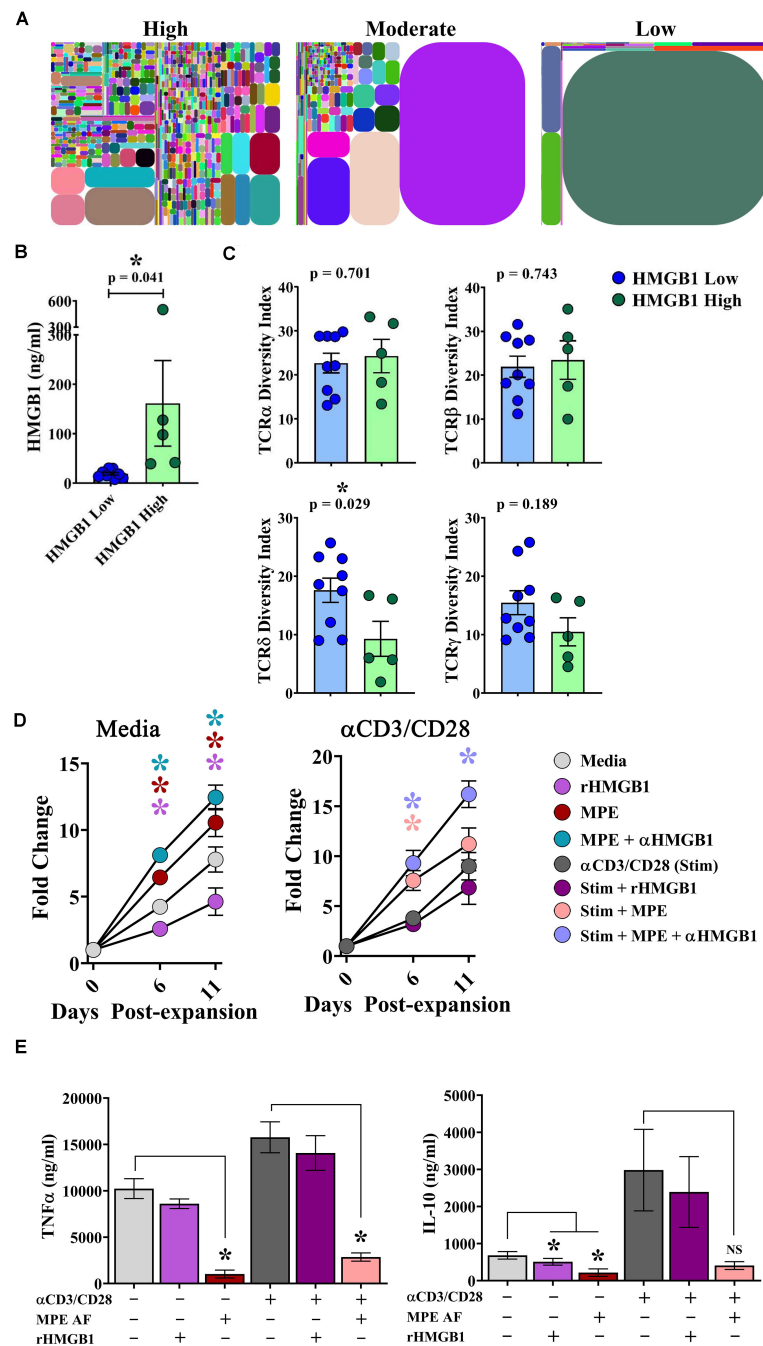 A
High Moderate Low
B
*
p = 0.041
HMGB1 (ng/ml)
600
300
300
200
100
0
HMGB1 Low
HMGB1 High
C
p = 0.701
TCRα Diversity Index
40
30
20
10
0
p = 0.743
TCRβ Diversity Index
40
30
20
10
0
HMGB1 Low
HMGB1 High
*
p = 0.029
TCRδ Diversity Index
30
20
10
0
p = 0.189
TCRγ Diversity Index
30
20
10
0
D
Media
* * *
* * *
Fold Change
15
10
5
0
0 6 11
Days Post-expansion
αCD3/CD28
* *
*
Fold Change
20
15
10
5
0
0 6 11
Days Post-expansion
Media
rHMGB1
MPE
MPE + αHMGB1
αCD3/CD28 (Stim)
Stim + rHMGB1
Stim + MPE
Stim + MPE + αHMGB1
E
TNFα (ng/ml)
20000
15000
10000
5000
0
* *
αCD3/CD28 − − − + + +
MPE AF − − + − − +
rHMGB1 − + − − + −
IL-10 (ng/ml)
5000
4000
3000
2000
1000
0
* * NS
αCD3/CD28 − − − + + +
MPE AF − − + − − +
rHMGB1 − + − − + −